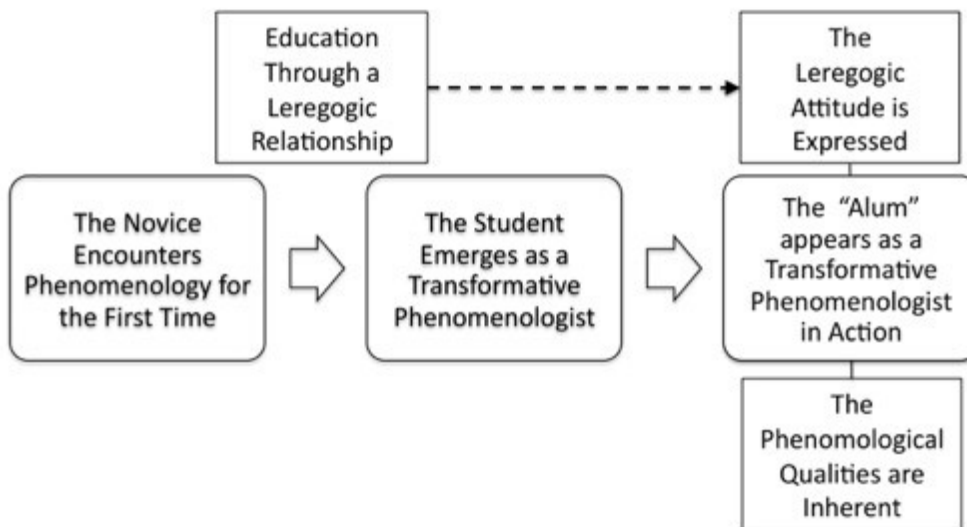 Education
Through a
Leregogic
Relationship
The
Leregogic
Attitude is
Expressed
The Novice
Encounters
Phenomenology for
the First Time
The Student
Emerges as a
Transformative
Phenomenologist
The “Alum”
appears as a
Transformative
Phenomenologist
in Action
The
Phenomological
Qualities are
Inherent